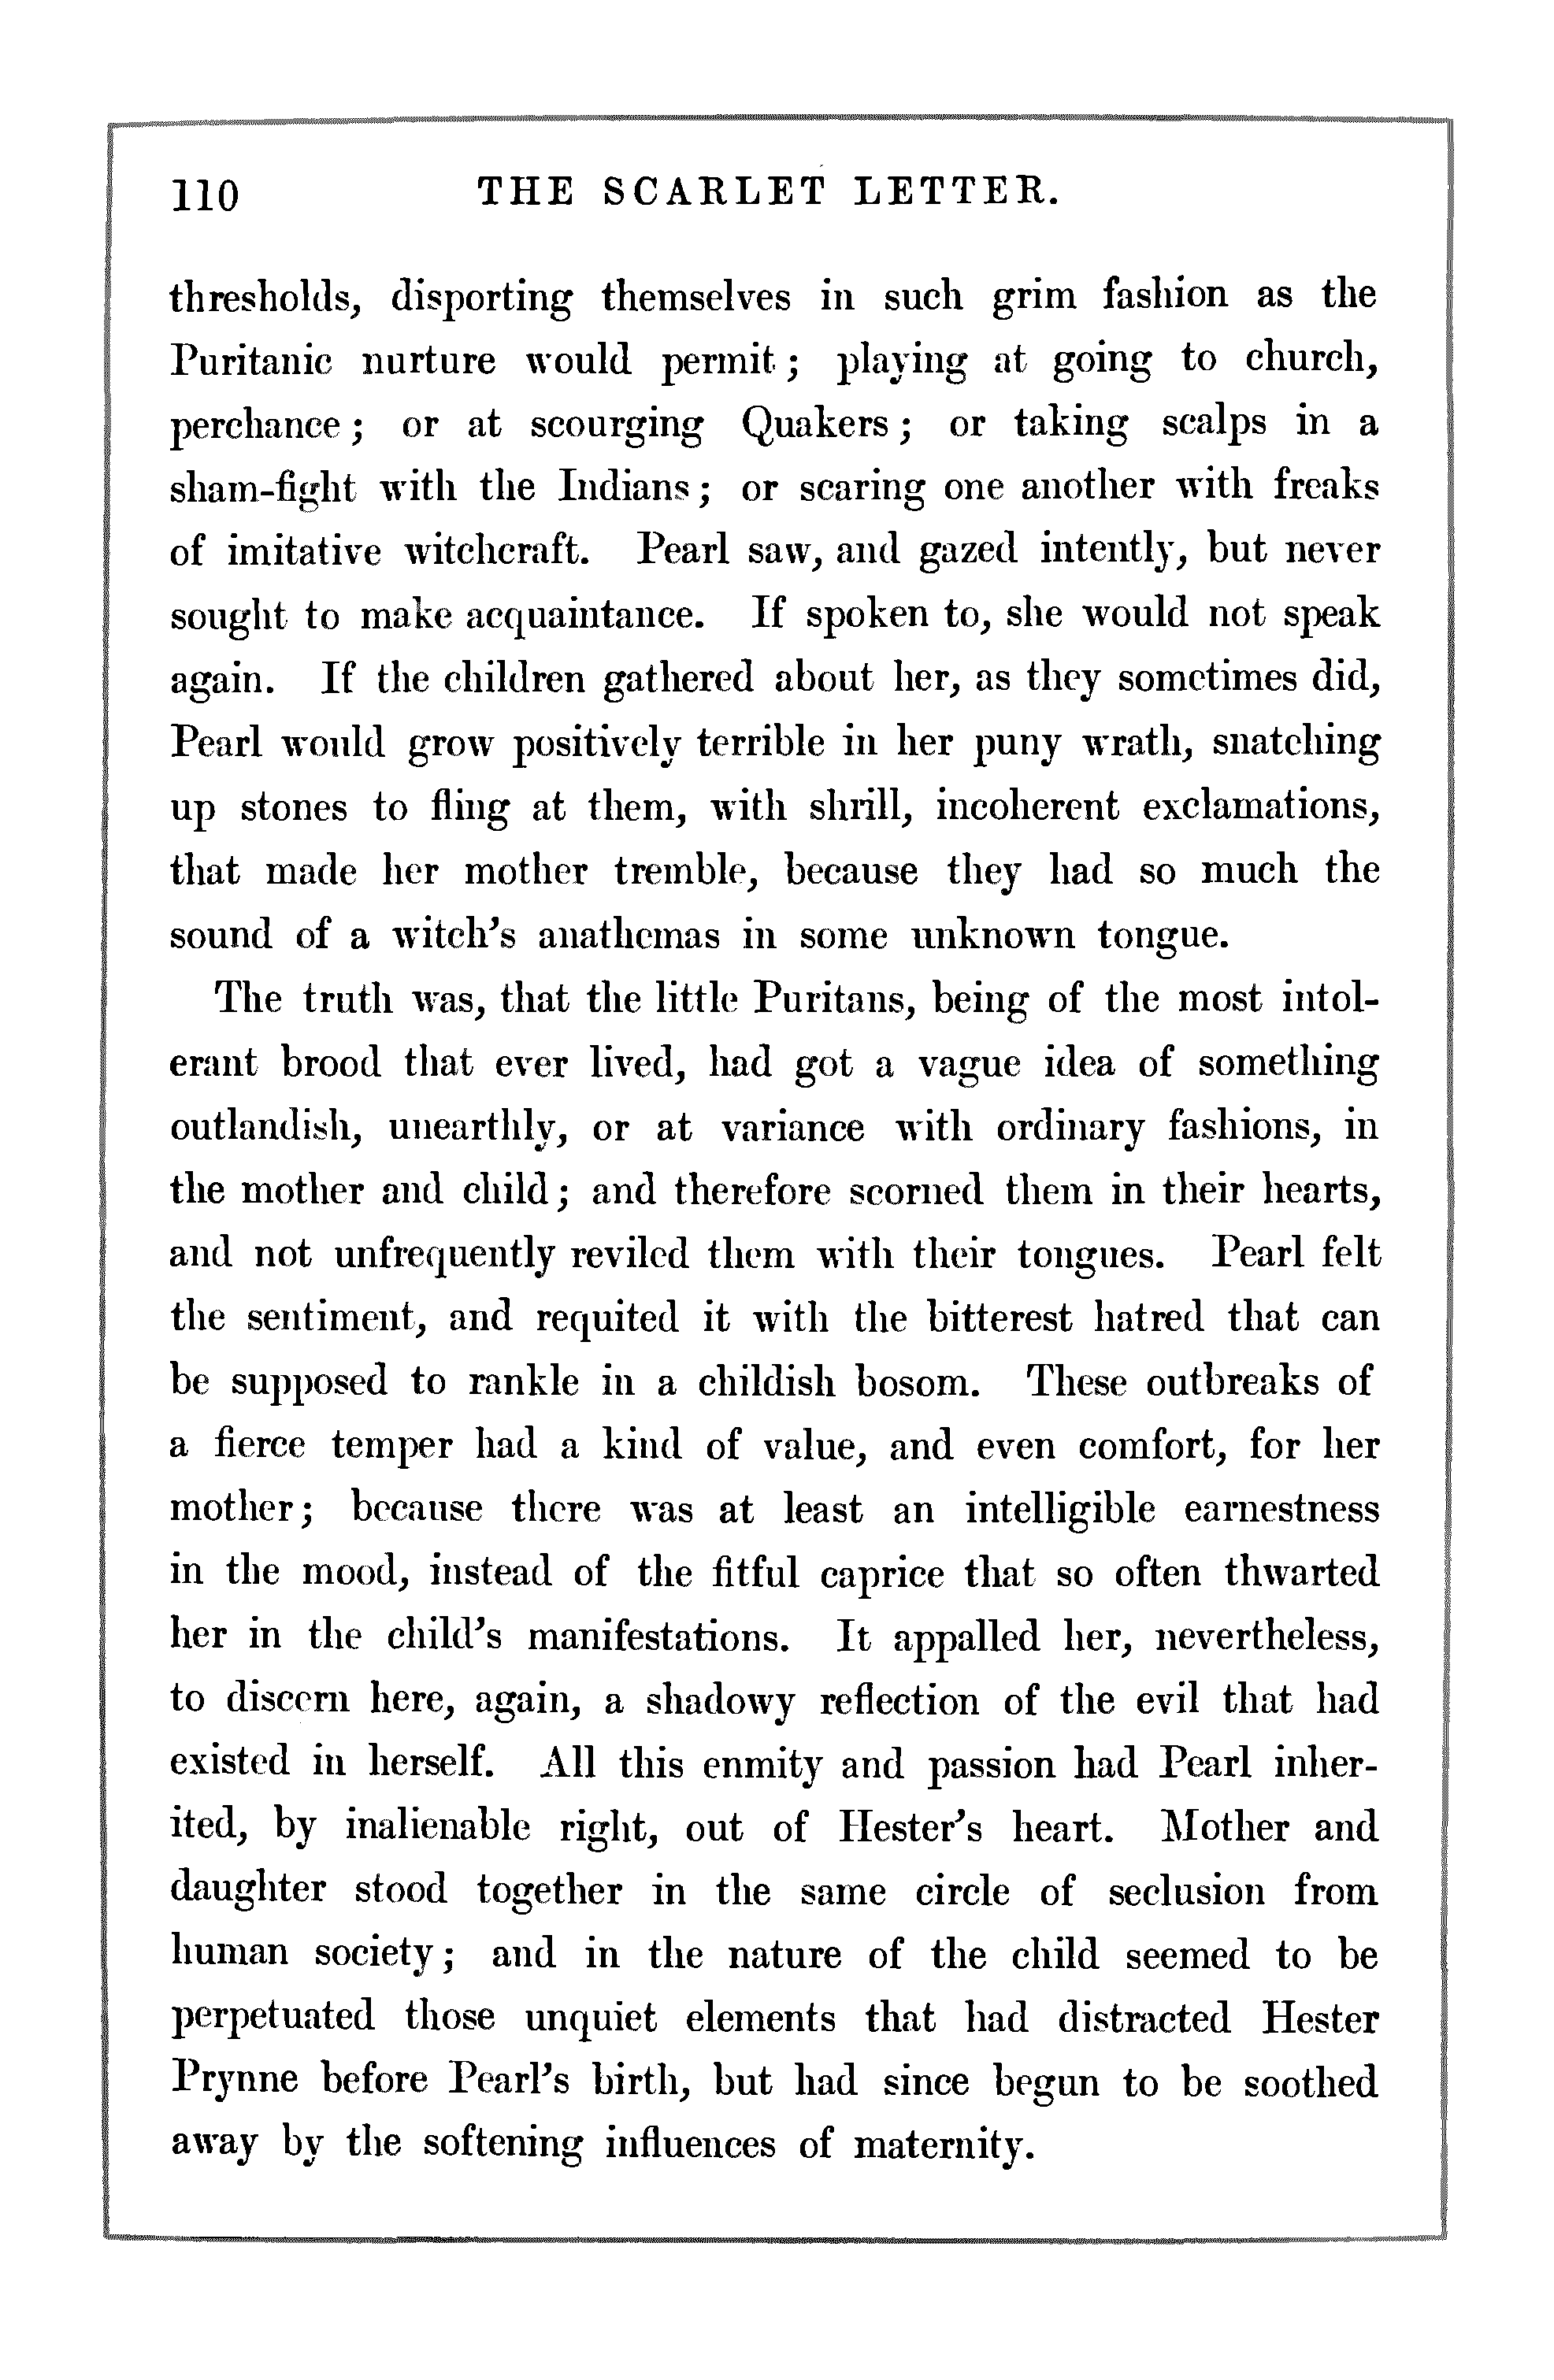 110 THE SCARLET LETTER.
thresholds, disporting themselves in such grim fashion as the
Puritanic nurture would permit; playing at going to church,
perchance; or at scourging Quakers; or taking scalps in a
sham-fight with the Indians; or scaring one another with freaks
of imitative witchcraft. Pearl saw, and gazed intently, but never
sought to make acquaintance. If spoken to, she would not speak
again. If the children gathered about her, as they sometimes did,
Pearl would grow positively terrible in her puny wrath, snatching
up stones to fling at them, with shrill, incoherent exclamations,
that made her mother tremble, because they had so much the
sound of a witch's anathemas in some unknown tongue.
The truth was, that the little Puritans, being of the most intol-
erant brood that ever lived, had got a vague idea of something
outlandish, unearthly, or at variance with ordinary fashions, in
the mother and child; and therefore scorned them in their hearts,
and not unfrequently reviled them with their tongues. Pearl felt
the sentiment, and requited it with the bitterest hatred that can
be supposed to rankle in a childish bosom. These outbreaks of
a fierce temper had a kind of value, and even comfort, for her
mother; because there was at least an intelligible earnestness
in the mood, instead of the fitful caprice that so often thwarted
her in the child's manifestations. It appalled her, nevertheless,
to discern here, again, a shadowy reflection of the evil that had
existed in herself. All this enmity and passion had Pearl inher-
ited, by inalienable right, out of Hester's heart. Mother and
daughter stood together in the same circle of seclusion from
human society; and in the nature of the child seemed to be
perpetuated those unquiet elements that had distracted Hester
Prynne before Pearl's birth, but had since begun to be soothed
away by the softening influences of maternity.